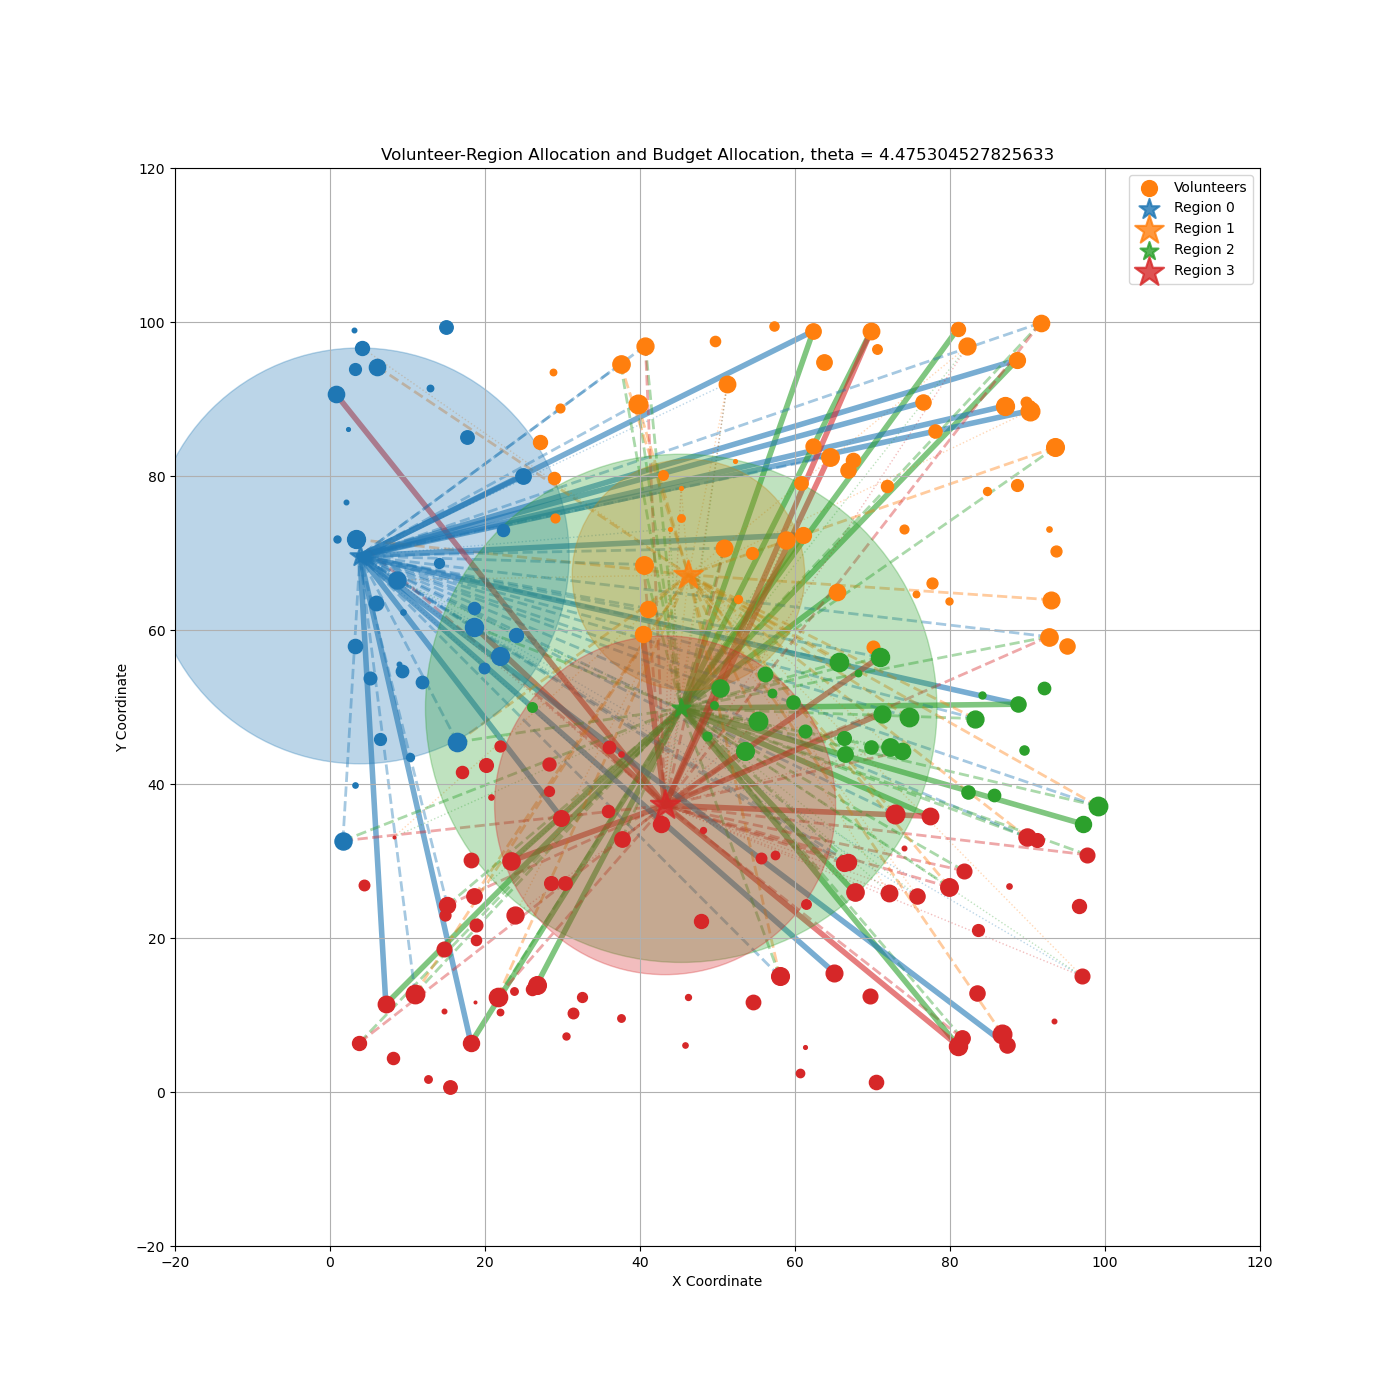 Volunteer-Region Allocation and Budget Allocation, theta = 4.475304527825633
Volunteers
Region 0
Region 1
Region 2
Region 3
120
100
80
60
40
20
0
−20
Y Coordinate
−20 0 20 40 60 80 100 120
X Coordinate